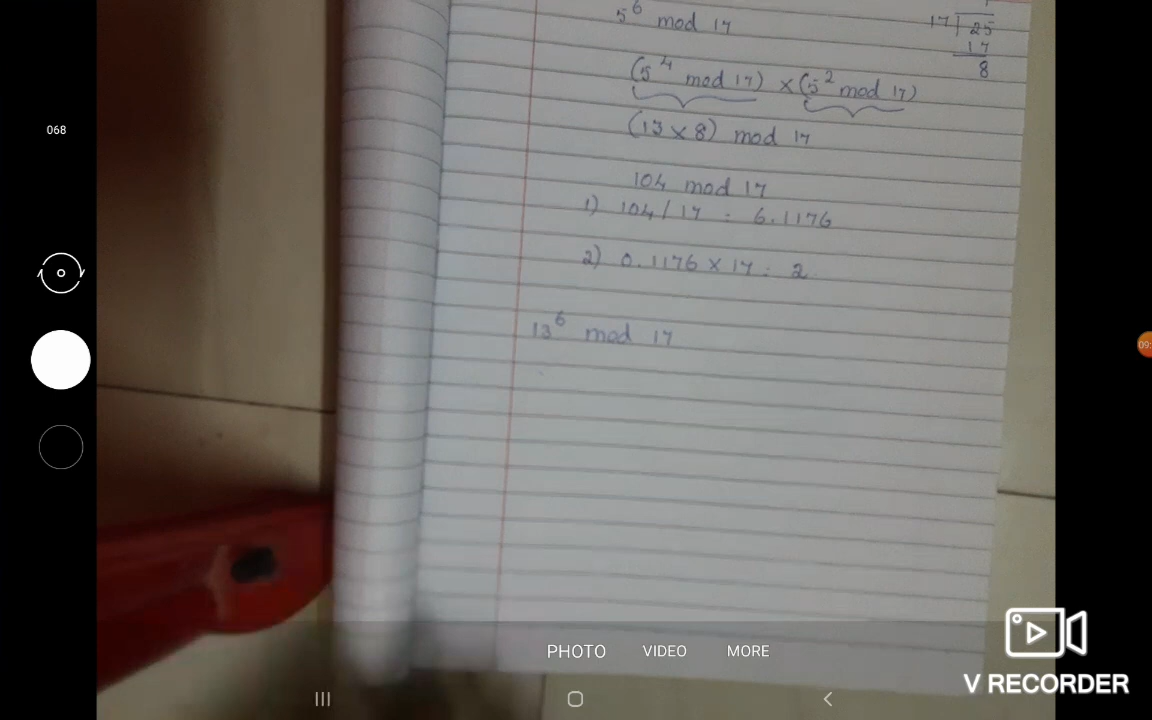 5^6 mod 17
17 | 25
17
8
(5^4 mod 17) × (5^2 mod 17)
(13 × 8) mod 17
104 mod 17
1) 104 / 17 = 6.1176
2) 0.1176 × 17 = 2
13^6 mod 17
068
09:
PHOTO VIDEO MORE
V RECORDER